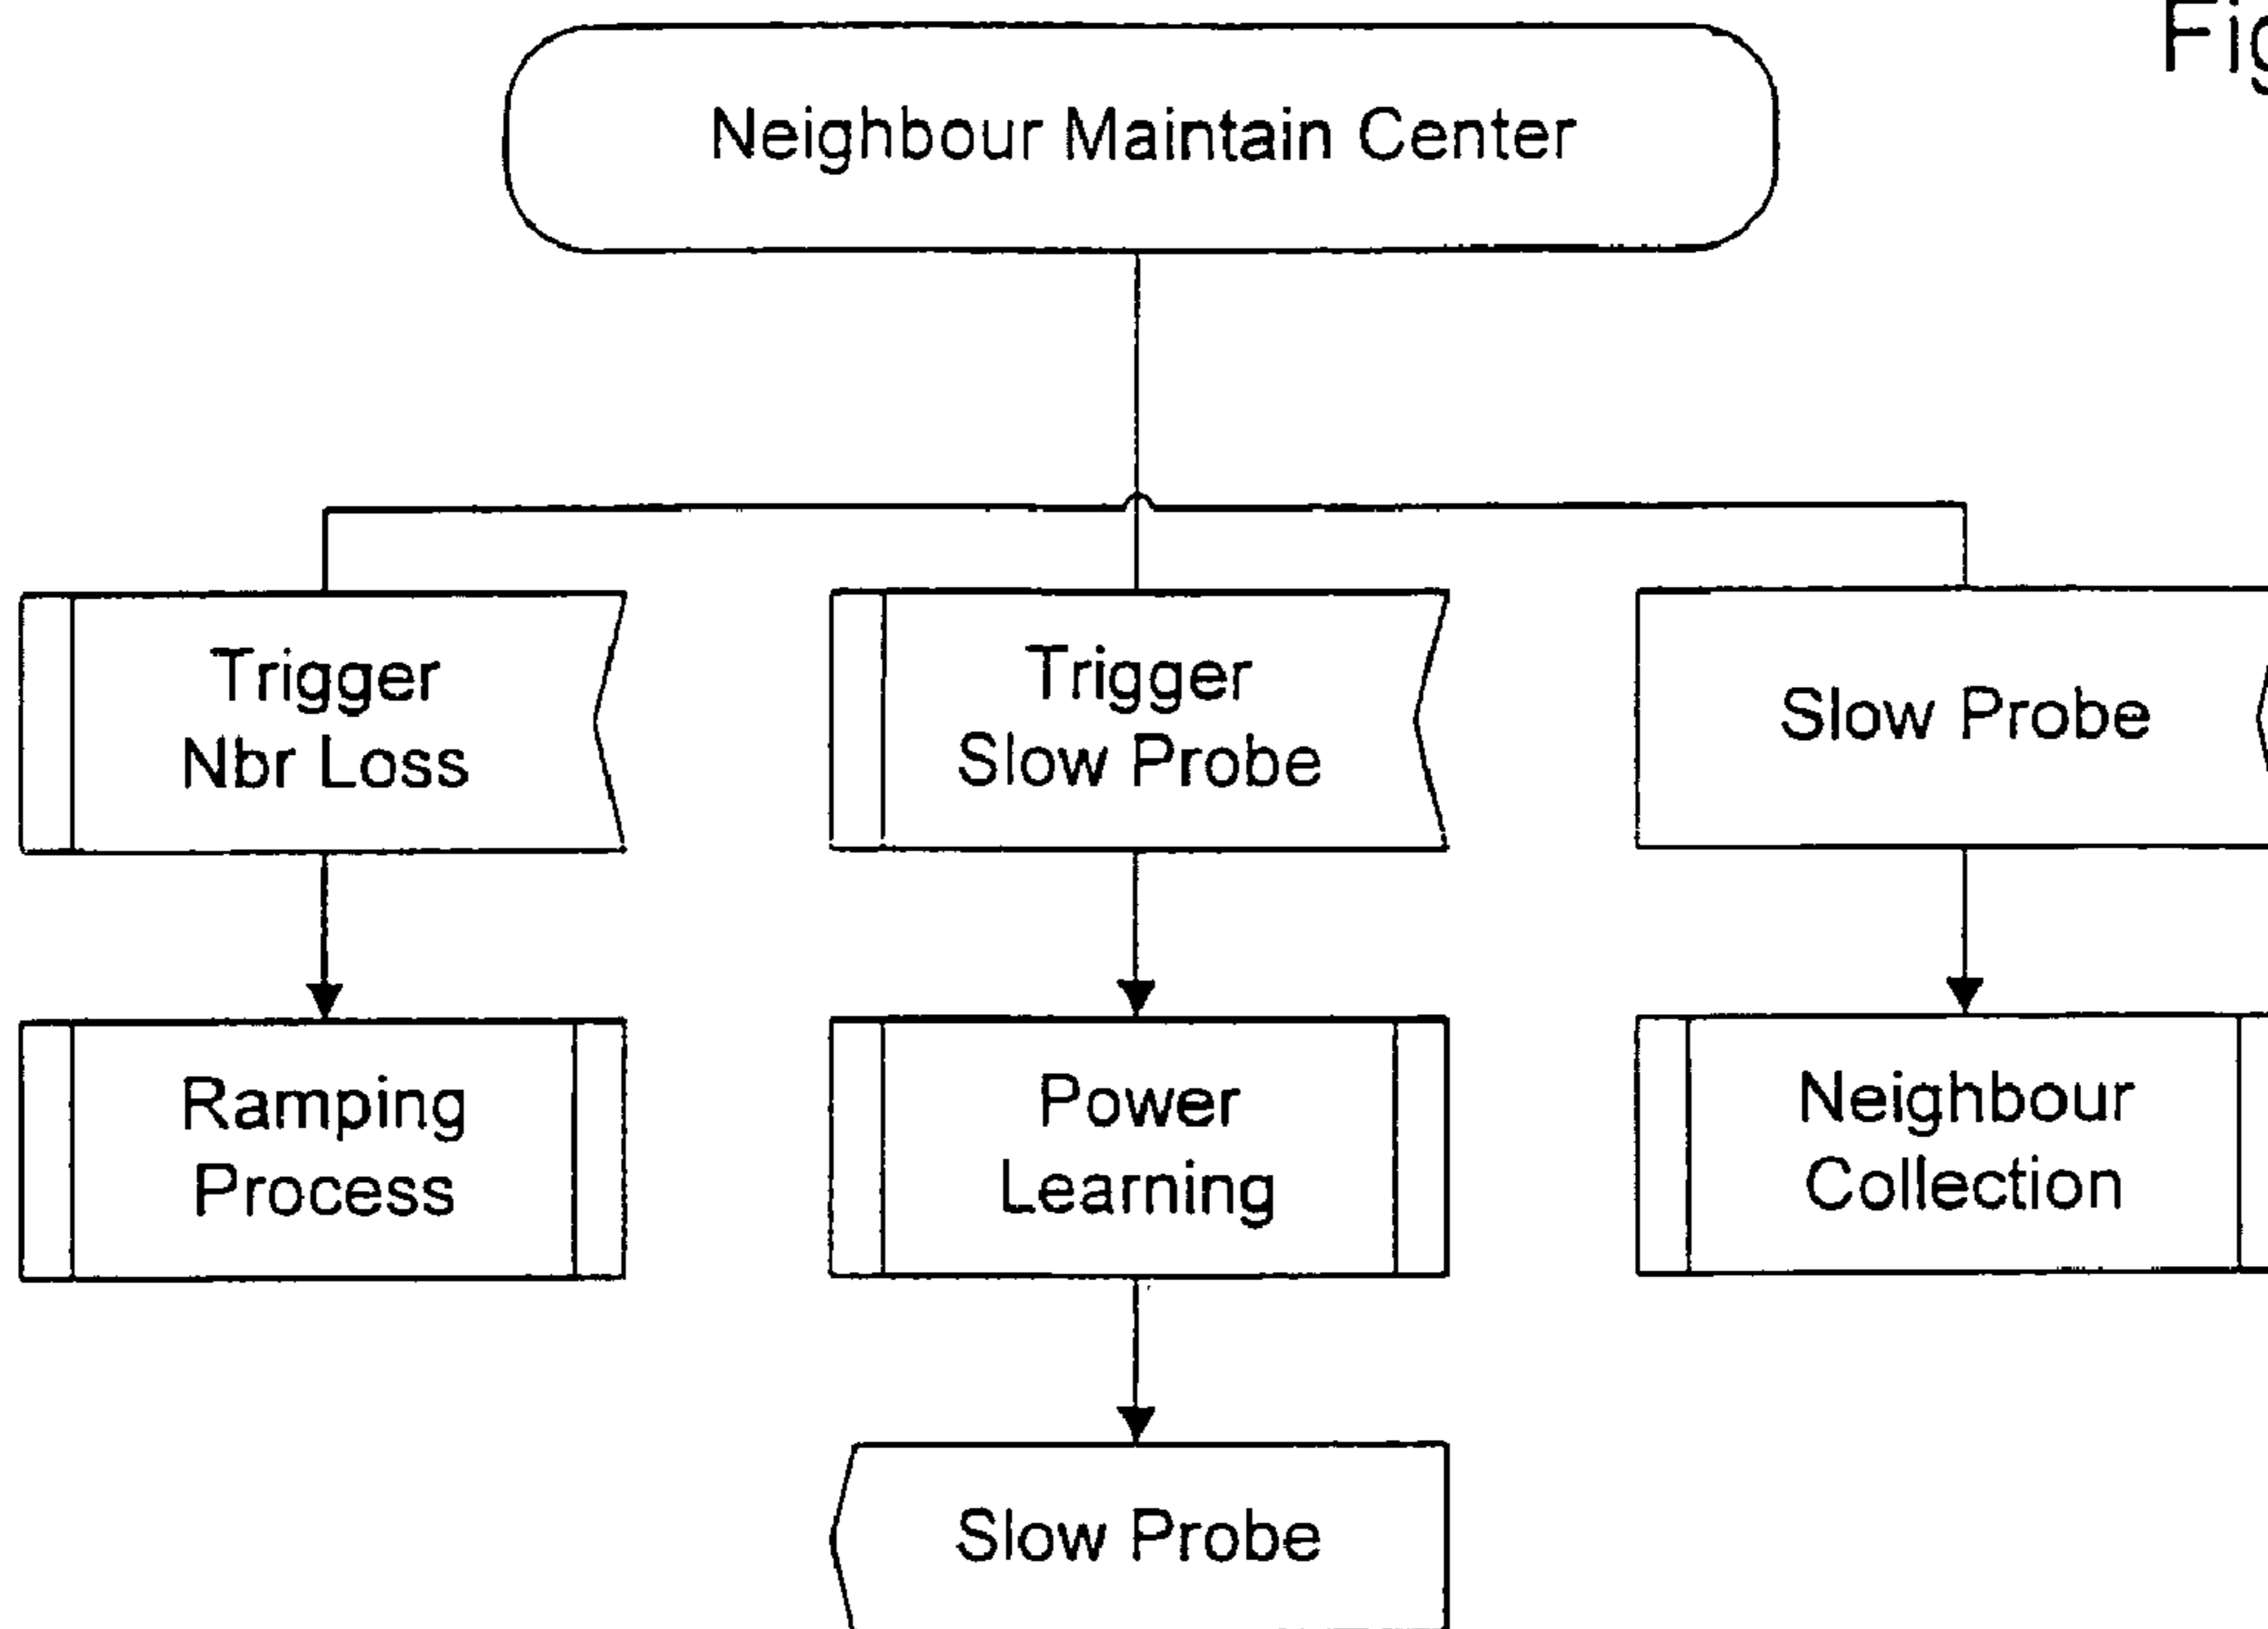 Fig
Neighbour Maintain Center
Trigger
Nbr Loss
Trigger
Slow Probe
Slow Probe
Ramping
Process
Power
Learning
Neighbour
Collection
Slow Probe